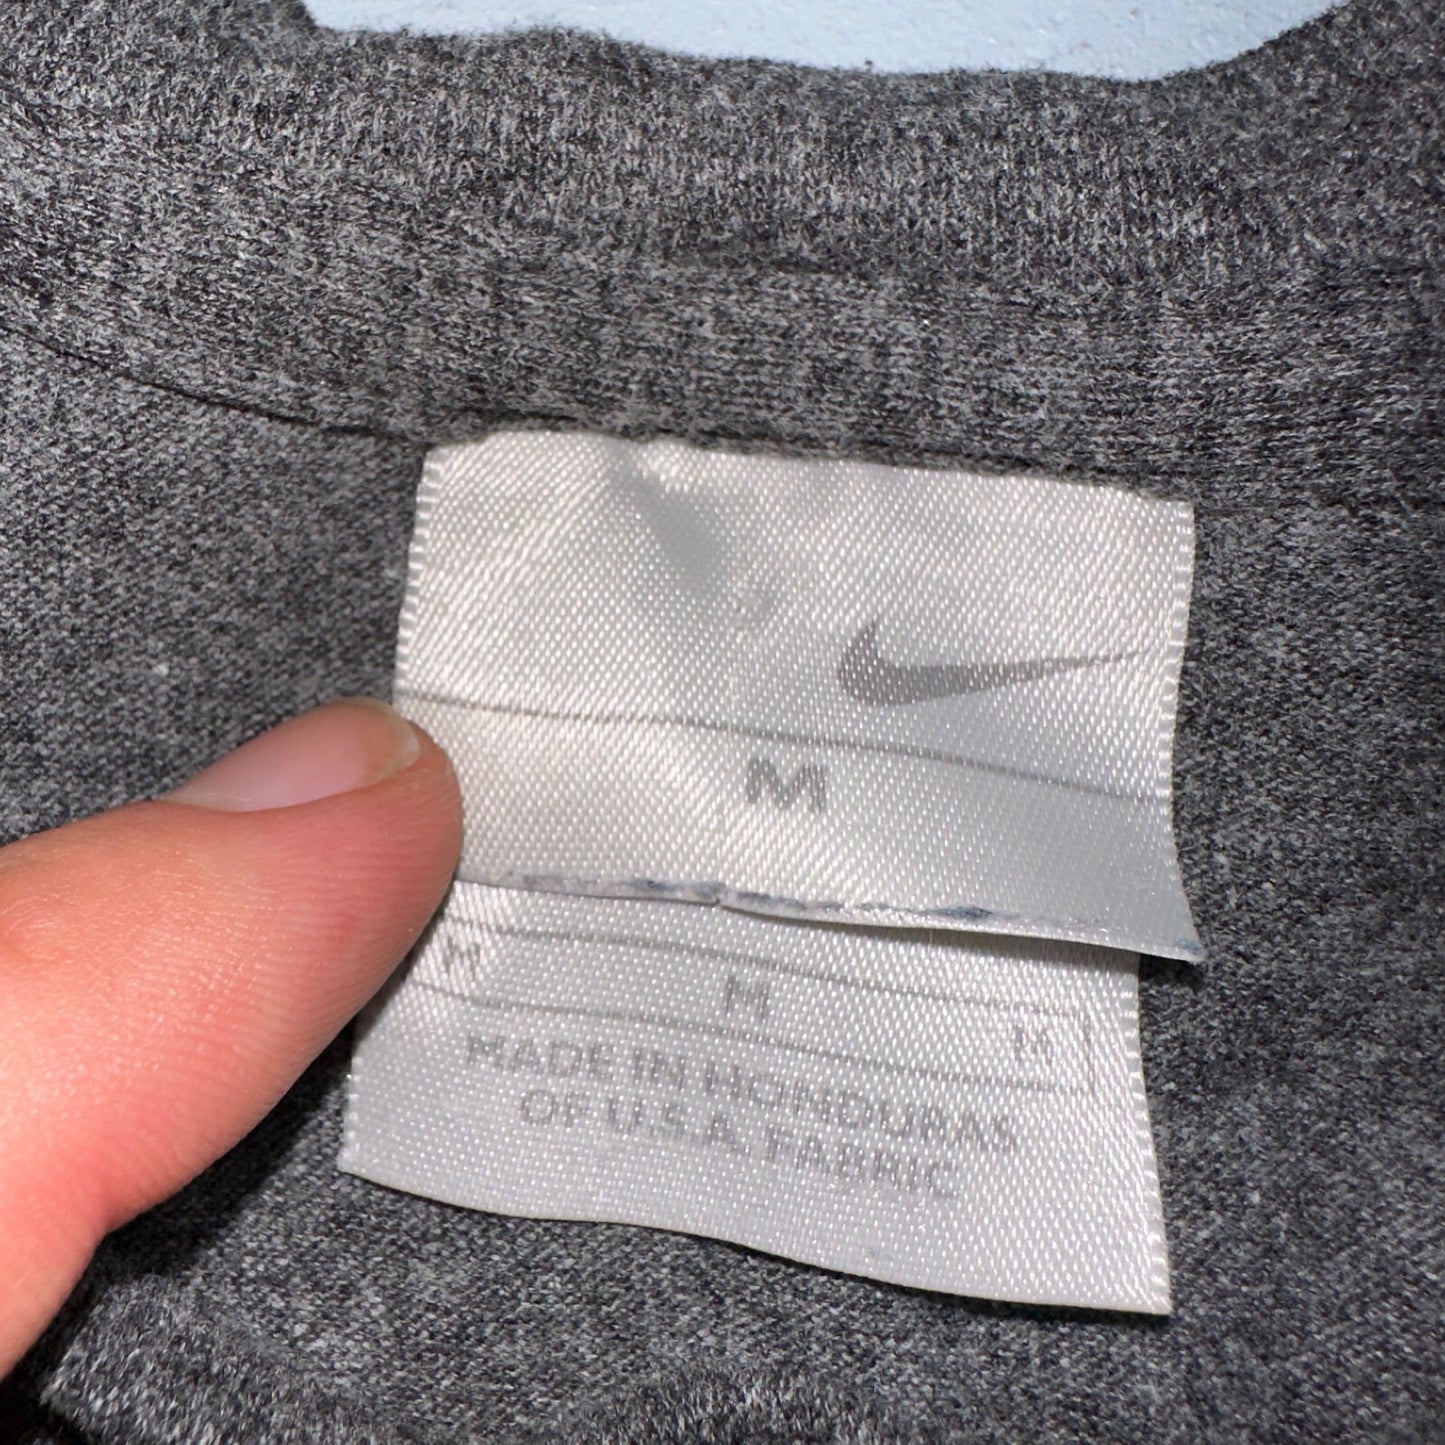 M
M M M
MADE IN HONDURAS
OF U.S.A. FABRIC